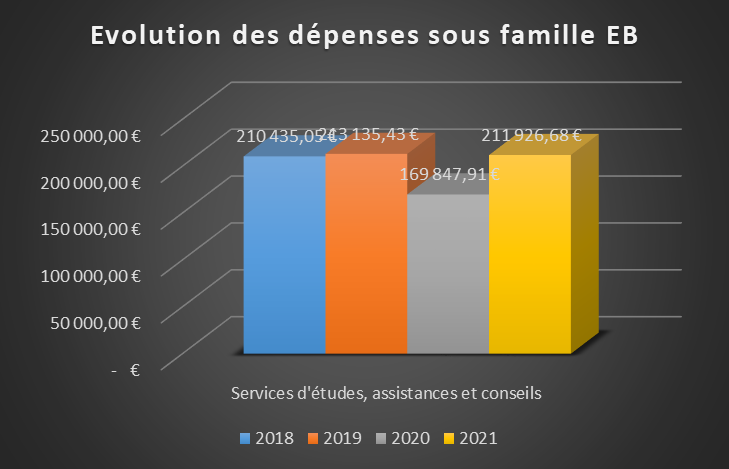 Evolution des dépenses sous famille EB
250 000,00 €
200 000,00 €
150 000,00 €
100 000,00 €
50 000,00 €
- €
210 435,05 €
213 135,43 €
169 847,91 €
211 926,68 €
Services d'études, assistances et conseils
2018 2019 2020 2021